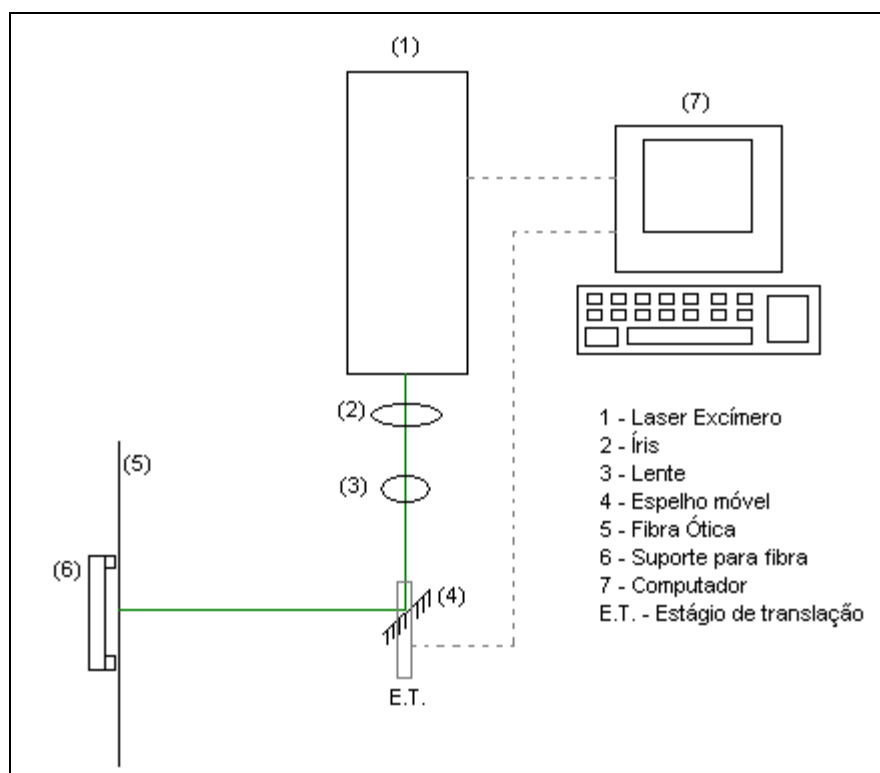 (1)
(7)
(2)
(3)
(5)
(6)
(4)
E.T.
1 - Laser Excímero
2 - Íris
3 - Lente
4 - Espelho móvel
5 - Fibra Ótica
6 - Suporte para fibra
7 - Computador
E.T. - Estágio de translação